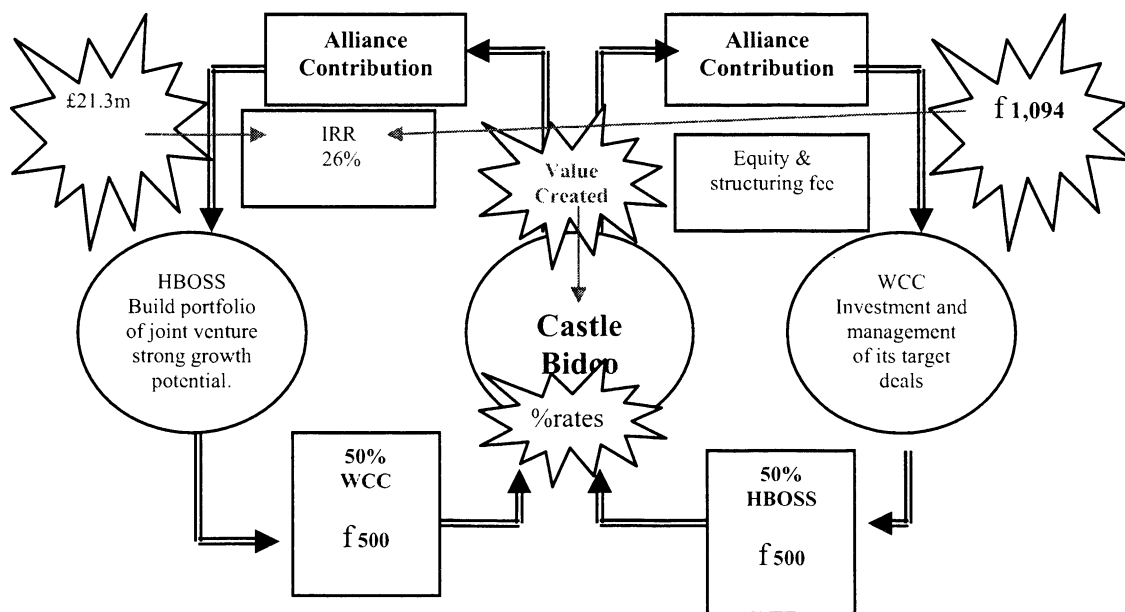 Alliance
Contribution
Alliance
Contribution
£21.3m
f 1,094
IRR
26%
Value
Created
Equity &
structuring fee
HBOSS
Build portfolio
of joint venture
strong growth
potential.
Castle
Bidco
WCC
Investment and
management
of its target
deals
%rates
50%
WCC
f 500
50%
HBOSS
f 500